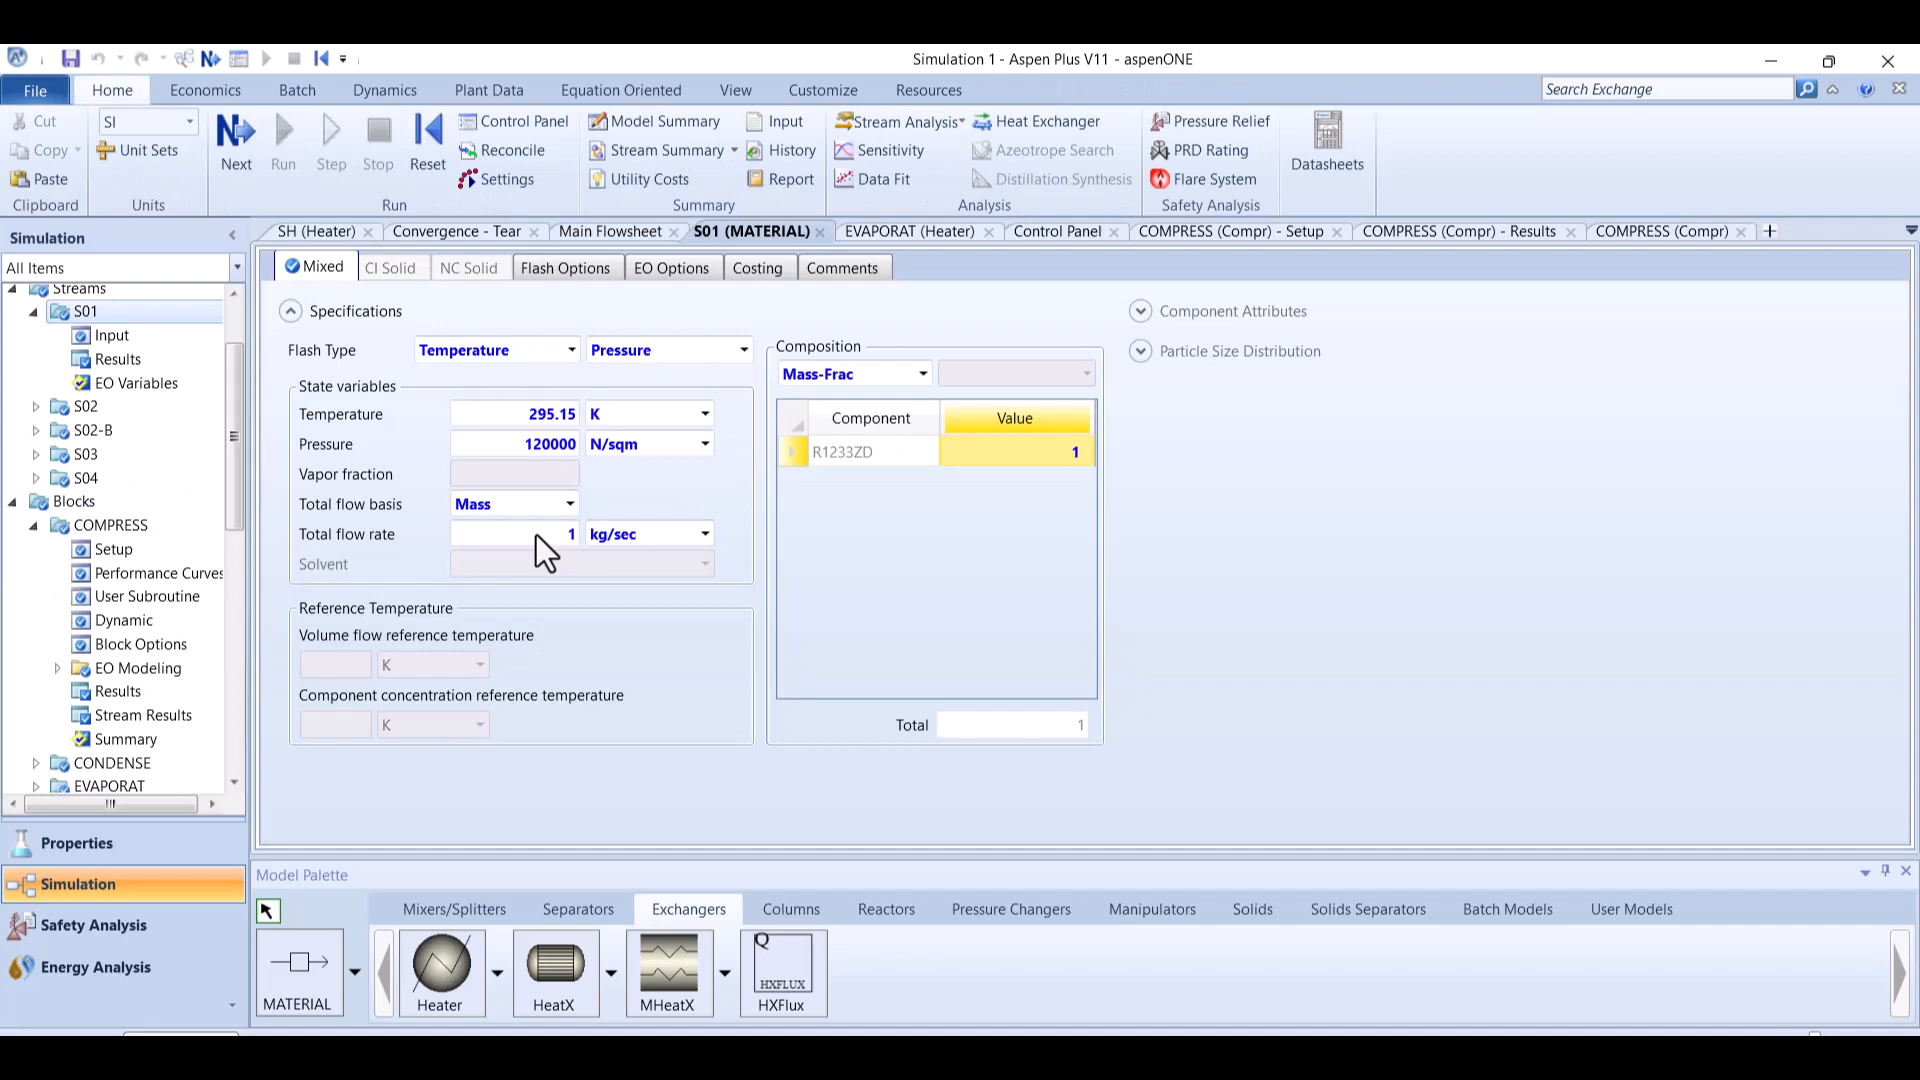 Simulation 1 - Aspen Plus V11 - aspenONE
File Home Economics Batch Dynamics Plant Data Equation Oriented View Customize Resources Search Exchange
Cut SI Control Panel Model Summary Input Stream Analysis Heat Exchanger Pressure Relief
Copy Unit Sets Reconcile Stream Summary History Sensitivity Azeotrope Search PRD Rating
Next Run Step Stop Reset Datasheets
Paste Settings Utility Costs Report Data Fit Distillation Synthesis Flare System
Clipboard Units Run Summary Analysis Safety Analysis
Simulation
SH (Heater) Convergence - Tear Main Flowsheet S01 (MATERIAL) EVAPORAT (Heater) Control Panel COMPRESS (Compr) - Setup COMPRESS (Compr) - Results COMPRESS (Compr)
All Items
Streams
S01
Input
Results
EO Variables
S02
S02-B
S03
S04
Blocks
COMPRESS
Setup
Performance Curves
User Subroutine
Dynamic
Block Options
EO Modeling
Results
Stream Results
Summary
CONDENSE
EVAPORAT
Properties
Simulation
Safety Analysis
Energy Analysis
Mixed CI Solid NC Solid Flash Options EO Options Costing Comments
Specifications
Flash Type Temperature Pressure
State variables
Temperature 295.15 K
Pressure 120000 N/sqm
Vapor fraction
Total flow basis Mass
Total flow rate 1 kg/sec
Solvent
Reference Temperature
Volume flow reference temperature
K
Component concentration reference temperature
K
Composition
Mass-Frac
Component Value
R1233ZD 1
Total 1
Component Attributes
Particle Size Distribution
Model Palette
Mixers/Splitters Separators Exchangers Columns Reactors Pressure Changers Manipulators Solids Solids Separators Batch Models User Models
Q
HXFLUX
MATERIAL Heater HeatX MHeatX HXFlux